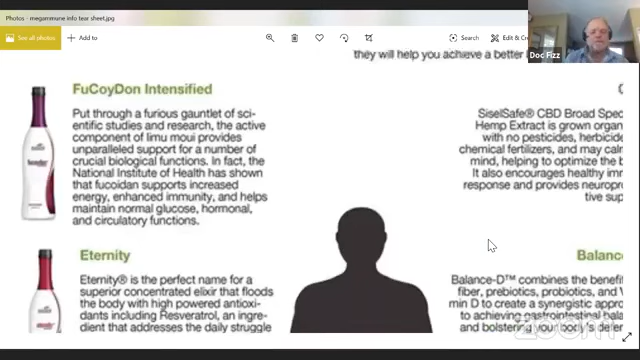 Photos - megammune info tear sheet.jpg
See all photos
Add to
Search
Edit & Cre
Doc Fizz
they will help you achieve a better
FuCoyDon Intensified
Put through a furious gauntlet of sci-
entific studies and research, the active
component of limu moui provides
unparalleled support for a number of
crucial biological functions. In fact, the
National Institute of Health has shown
that fucoidan supports increased
energy, enhanced immunity, and helps
maintain normal glucose, hormonal,
and circulatory functions.
Eternity
Eternity® is the perfect name for a
superior concentrated elixir that floods
the body with high powered antioxi-
dants including Resveratrol, an ingre-
dient that addresses the daily struggle
SiselSafe® CBD Broad Spec
Hemp Extract is grown organ
with no pesticides, herbicide
chemical fertilizers, and may calm
mind, helping to optimize the b
It also encourages healthy imm
response and provides neuroprot
tive sup
Balance
Balance-D™ combines the benefit
fiber, prebiotics, probiotics, and V
min D to create a synergistic appro
to achieving gastrointestinal bala
and bolstering your body's defen
zoom